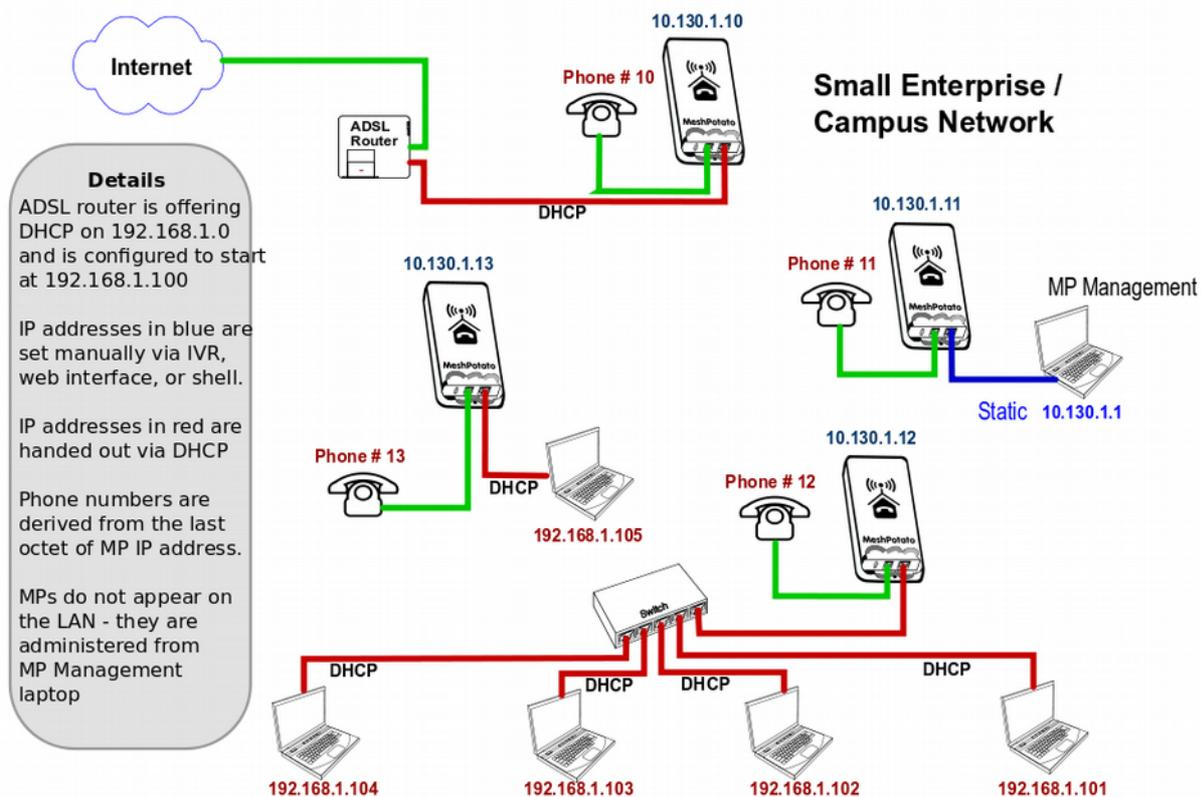 10.130.1.10
Internet
Phone # 10
Small Enterprise /
Campus Network
ADSL
Router
MeshPotato
DHCP
Details
ADSL router is offering
DHCP on 192.168.1.0
and is configured to start
at 192.168.1.100
IP addresses in blue are
set manually via IVR,
web interface, or shell.
IP addresses in red are
handed out via DHCP
Phone numbers are
derived from the last
octet of MP IP address.
MPs do not appear on
the LAN - they are
administered from
MP Management
laptop
10.130.1.11
Phone # 11
MeshPotato
MP Management
Static 10.130.1.1
10.130.1.13
MeshPotato
Phone # 13
DHCP
192.168.1.105
10.130.1.12
Phone # 12
MeshPotato
Switch
DHCP
DHCP
DHCP
DHCP
192.168.1.104
192.168.1.103
192.168.1.102
192.168.1.101